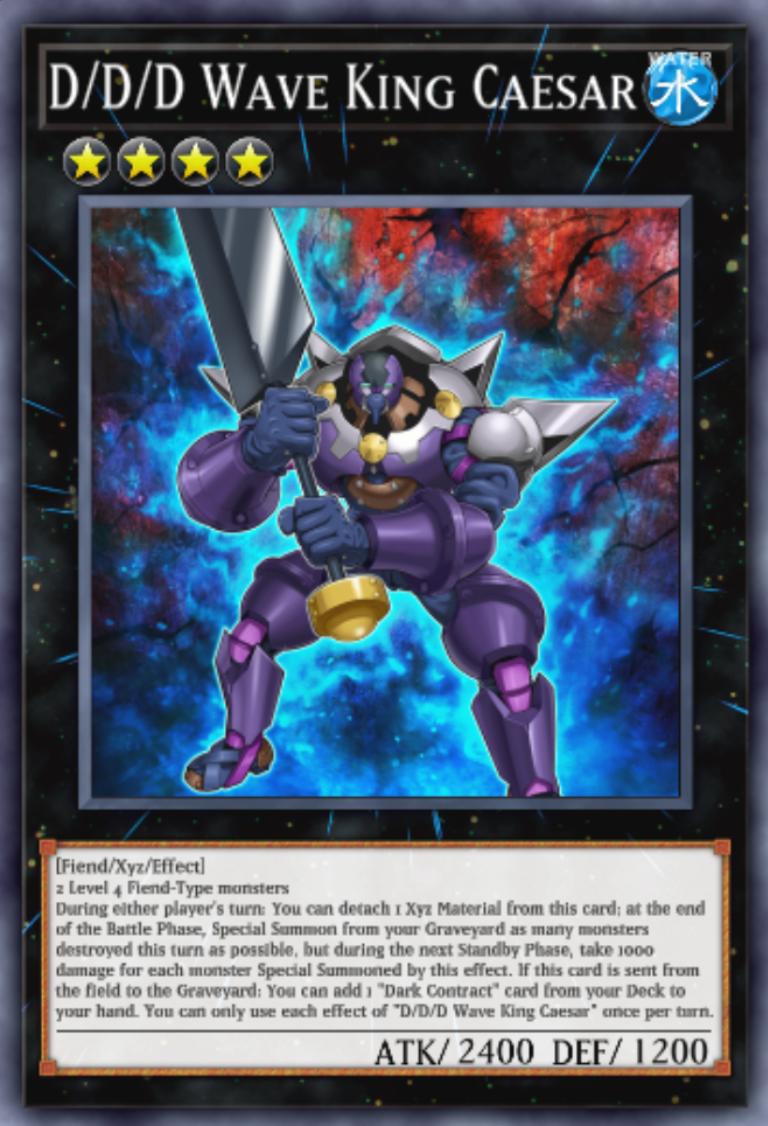 D/D/D Wave King Caesar
WATER
水
[Fiend/Xyz/Effect]
2 Level 4 Fiend-Type monsters
During either player's turn: You can detach 1 Xyz Material from this card; at the end
of the Battle Phase, Special Summon from your Graveyard as many monsters
destroyed this turn as possible, but during the next Standby Phase, take 1000
damage for each monster Special Summoned by this effect. If this card is sent from
the field to the Graveyard: You can add 1 "Dark Contract" card from your Deck to
your hand. You can only use each effect of "D/D/D Wave King Caesar" once per turn.
ATK/ 2400 DEF/ 1200